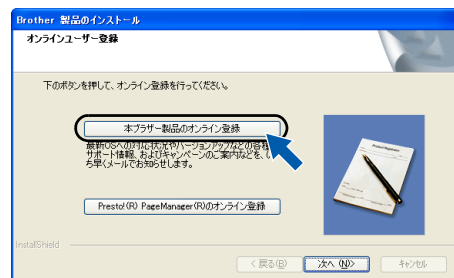 Brother 製品のインストール
オンラインユーザー登録
下のボタンを押して、オンライン登録を行ってください。
本ブラザー製品のオンライン登録
最新OSへの対応状況やバージョンアップなどの各種
サポート情報、およびキャンペーンのご案内などを、い
ち早くメールでお知らせします。
Presto!(R) PageManager(R)のオンライン登録
InstallShield
< 戻る(B)
次へ (N)>
キャンセル